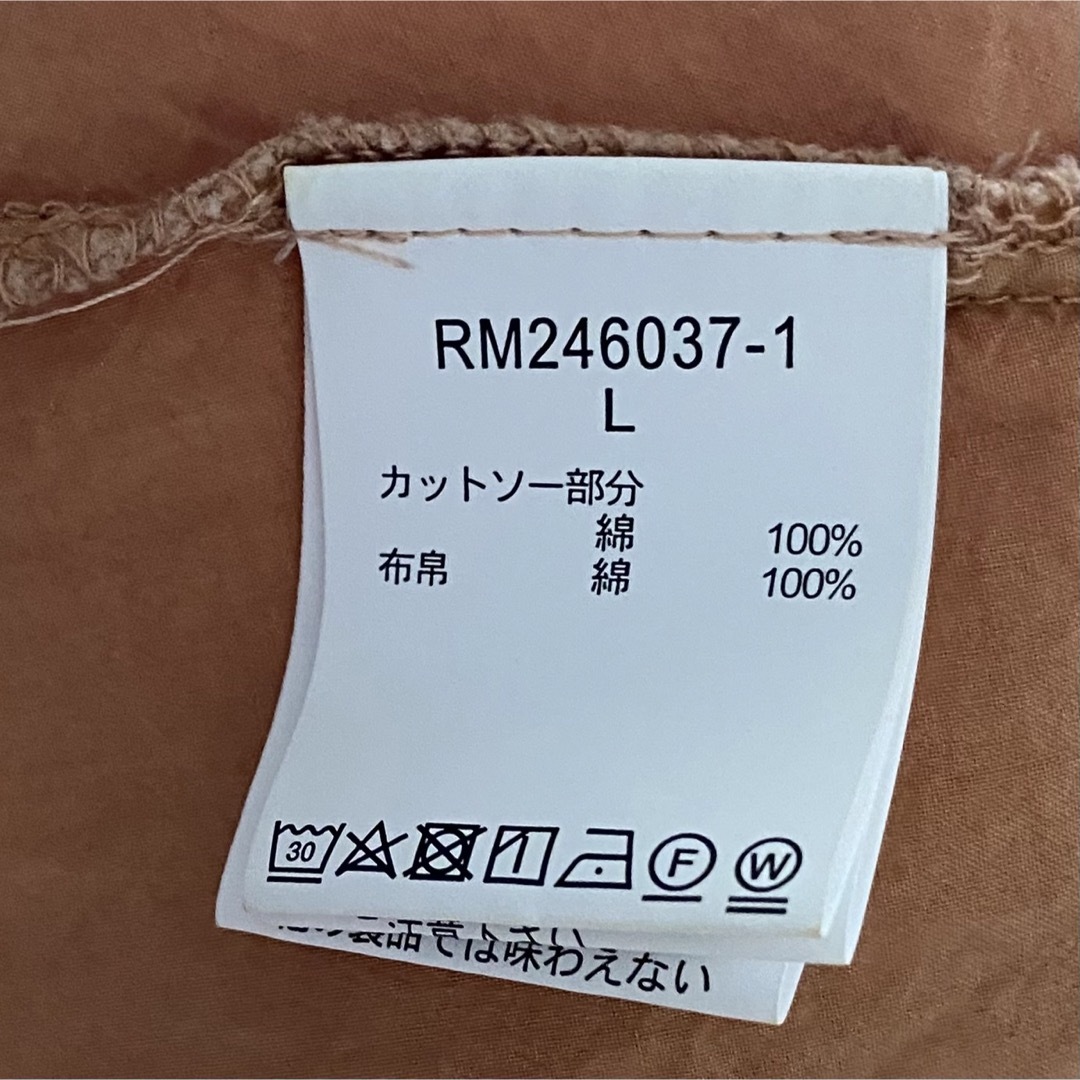 RM246037-1
L
カットソー部分
綿 100%
布帛 綿 100%
30 F W
では味わえない